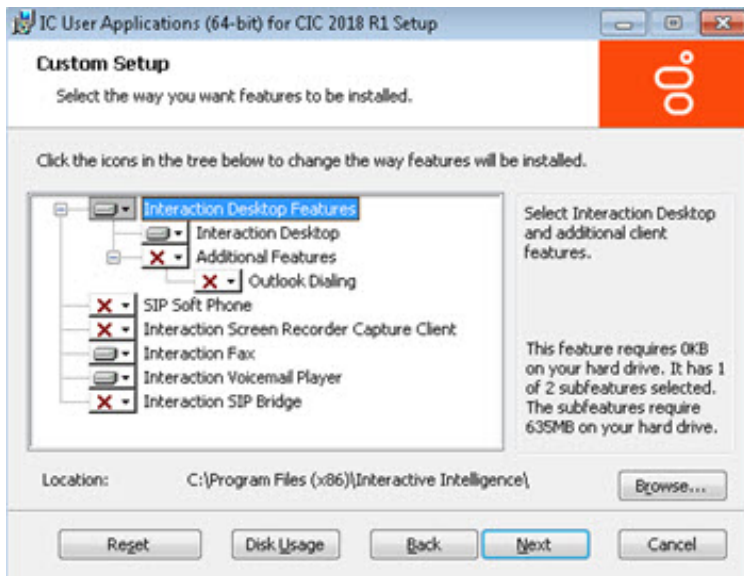 IC User Applications (64-bit) for CIC 2018 R1 Setup
Custom Setup
Select the way you want features to be installed.
Click the icons in the tree below to change the way features will be installed.
Interaction Desktop Features
Interaction Desktop
Additional Features
Outlook Dialing
SIP Soft Phone
Interaction Screen Recorder Capture Client
Interaction Fax
Interaction Voicemail Player
Interaction SIP Bridge
Select Interaction Desktop
and additional client
features.
This feature requires 0KB
on your hard drive. It has 1
of 2 subfeatures selected.
The subfeatures require
635MB on your hard drive.
Location: C:\Program Files (x86)\Interactive Intelligence\
Browse...
Reset Disk Usage Back Next Cancel